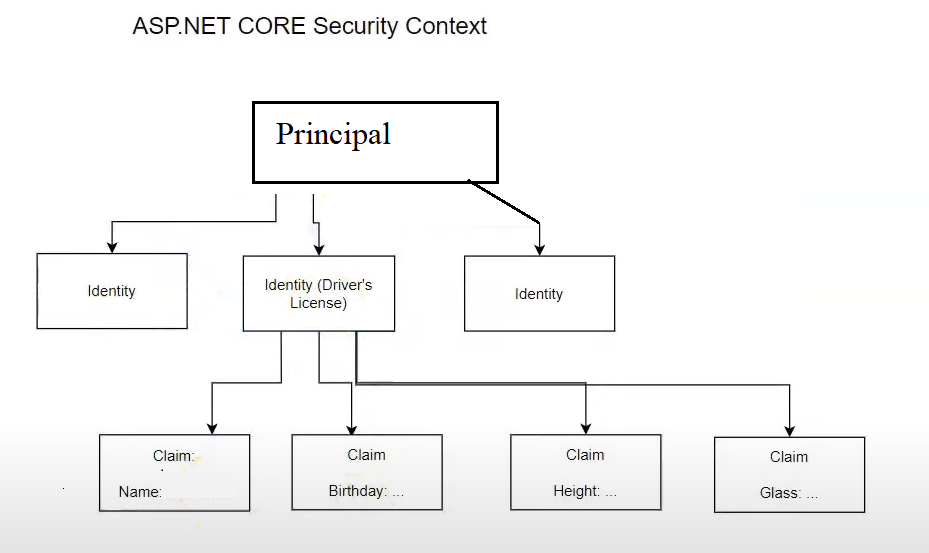 ASP.NET CORE Security Context
Principal
Identity
Identity (Driver's
License)
Identity
Claim:
Name:
Claim
Birthday: ...
Claim
Height: ...
Claim
Glass: ...